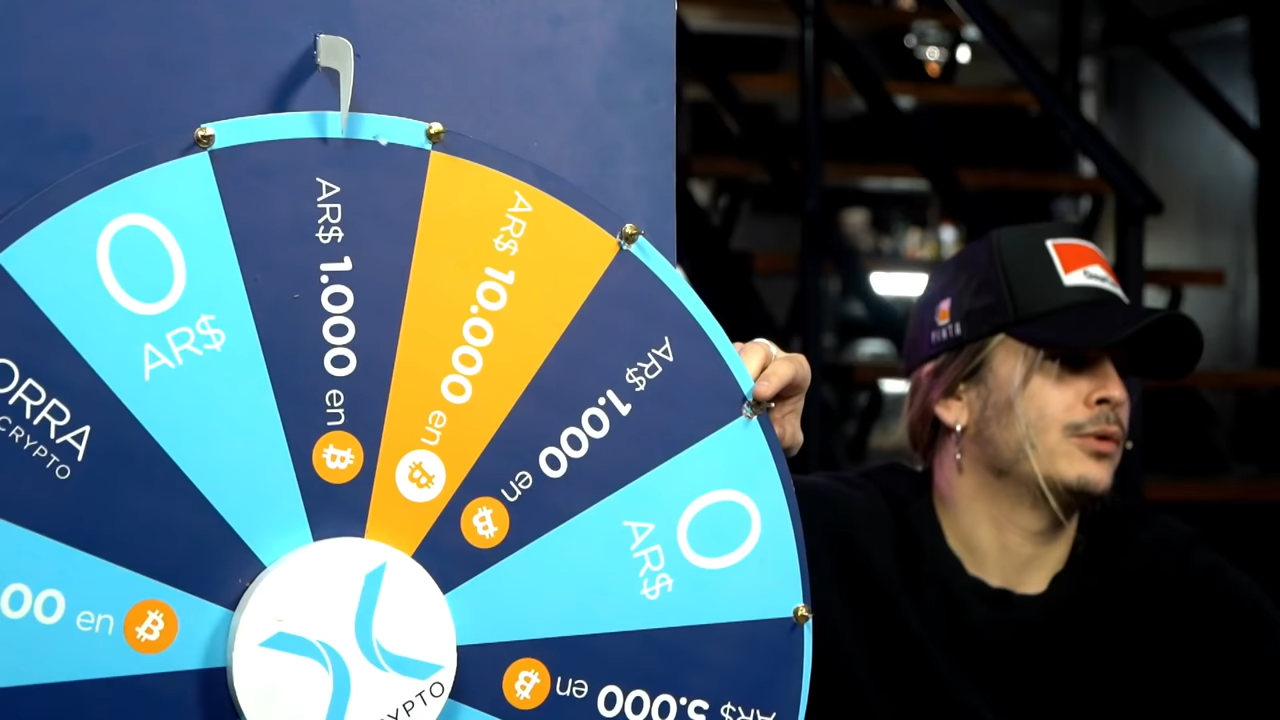 0
AR$
AR$ 1.000 en
AR$ 10.000 en
AR$ 1.000 en
0
AR$
AR$ 5.000 en
ORRA
CRYPTO
00 en
YPTO